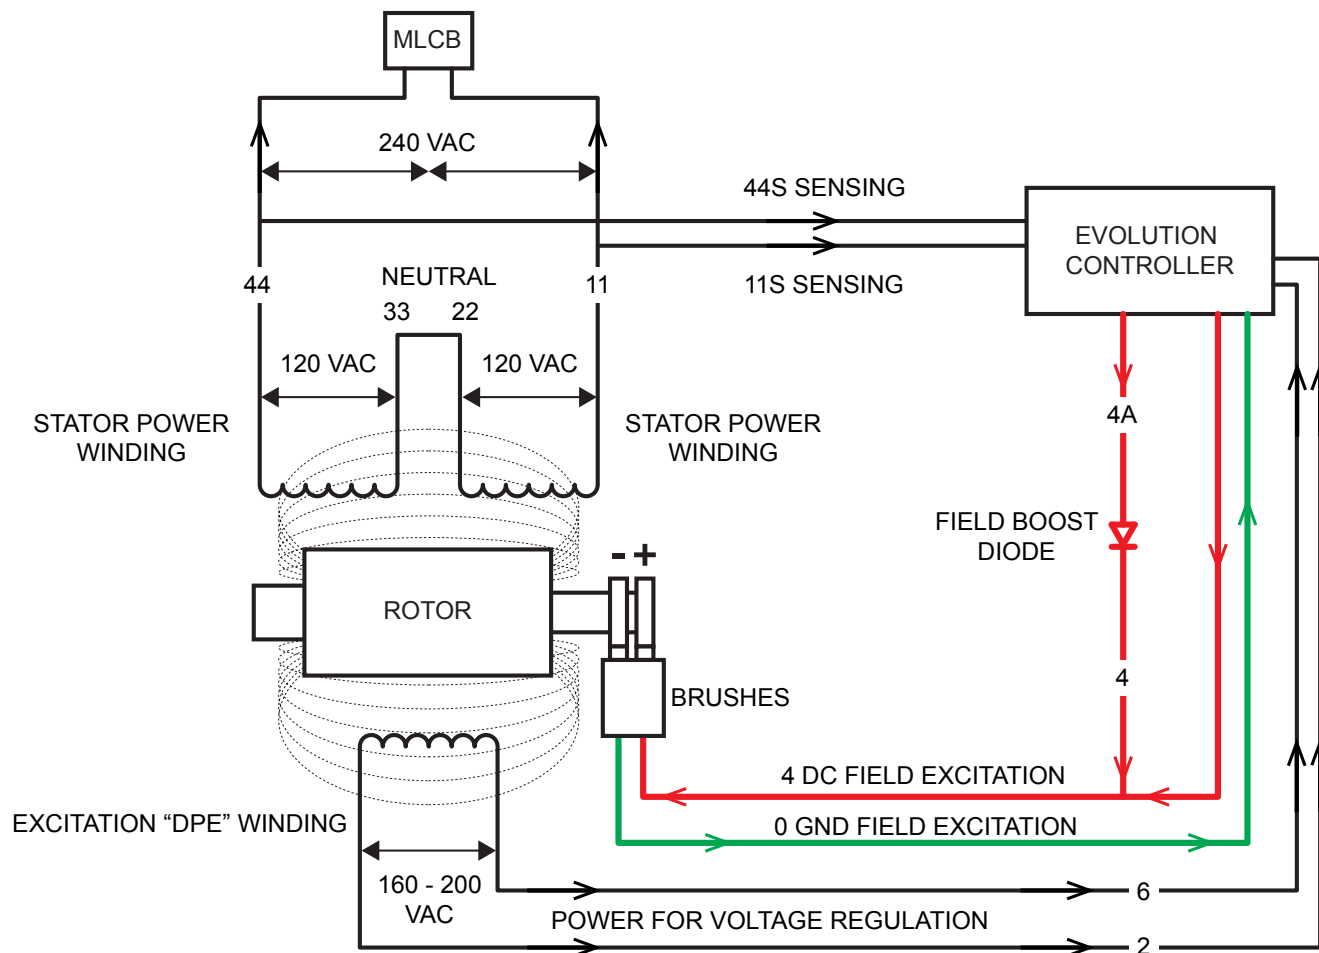 MLCB
240 VAC
44S SENSING
EVOLUTION
CONTROLLER
44
NEUTRAL
11
11S SENSING
33
22
120 VAC
120 VAC
4A
STATOR POWER
WINDING
STATOR POWER
WINDING
FIELD BOOST
DIODE
- +
ROTOR
4
BRUSHES
4 DC FIELD EXCITATION
EXCITATION “DPE” WINDING
0 GND FIELD EXCITATION
160 - 200
VAC
6
POWER FOR VOLTAGE REGULATION
2